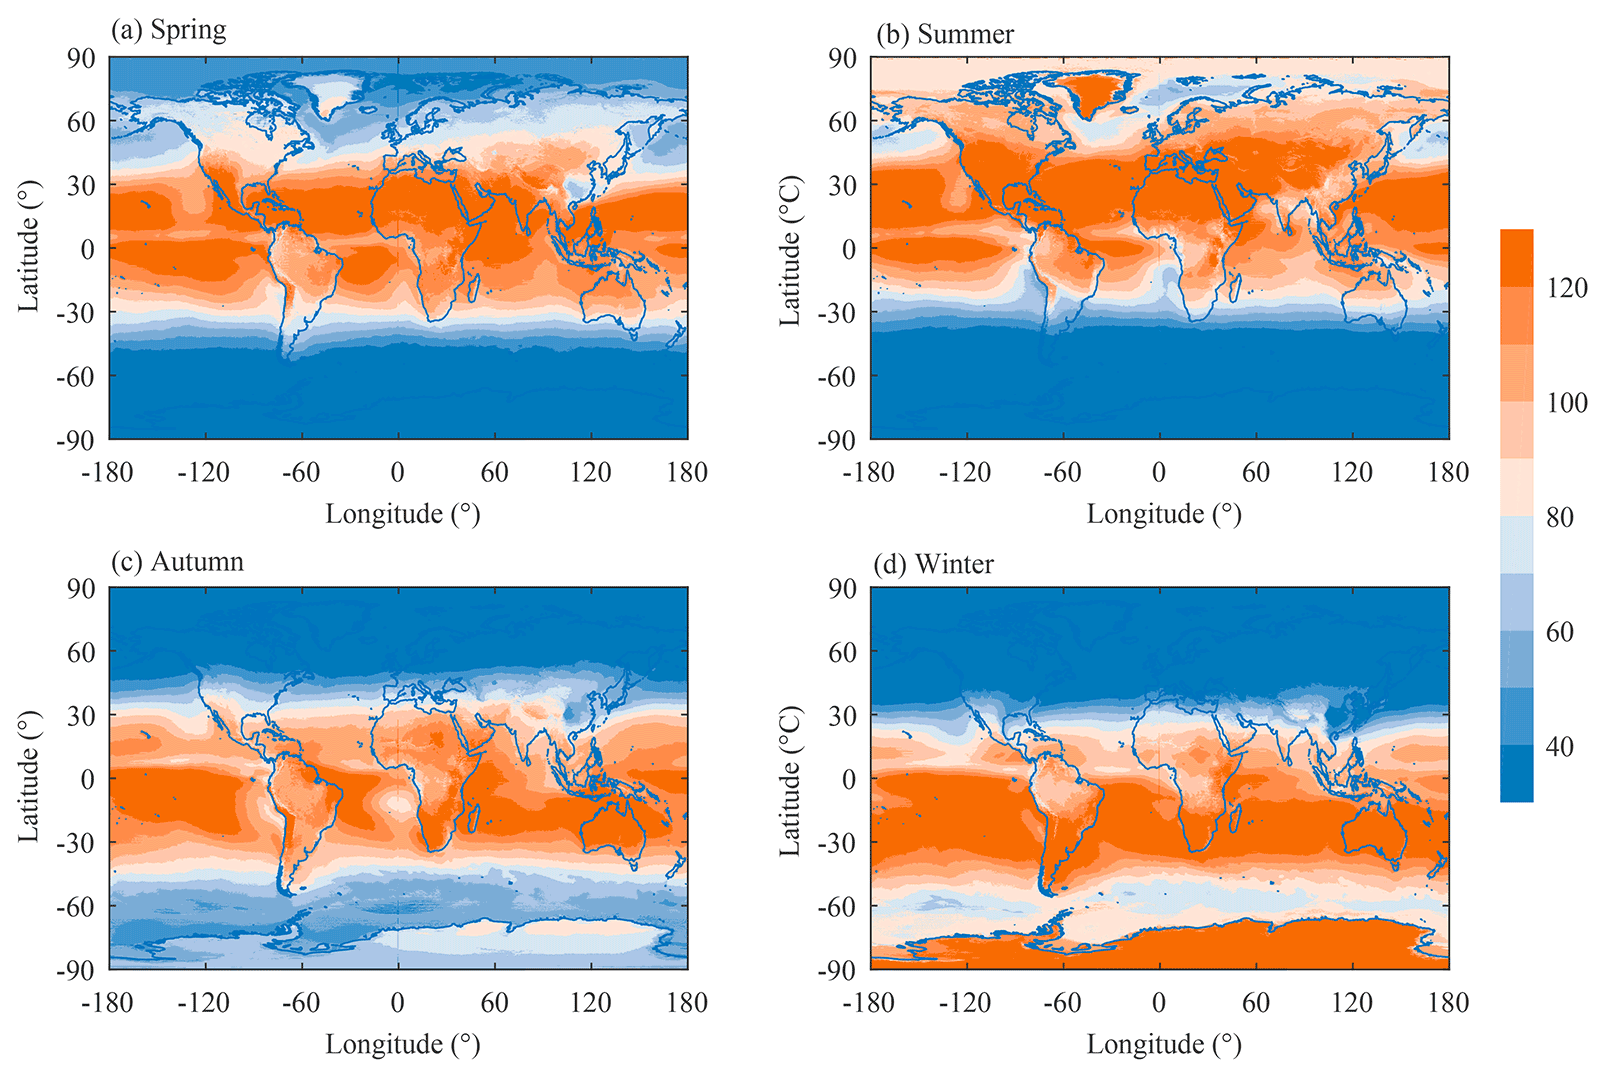 (a) Spring
90
60
30
0
-30
-60
-90
Latitude (°)
-180 -120 -60 0 60 120 180
Longitude (°)
(b) Summer
90
60
30
0
-30
-60
-90
Latitude (°C)
-180 -120 -60 0 60 120 180
Longitude (°)
(c) Autumn
90
60
30
0
-30
-60
-90
Latitude (°)
-180 -120 -60 0 60 120 180
Longitude (°)
(d) Winter
90
60
30
0
-30
-60
-90
Latitude (°C)
-180 -120 -60 0 60 120 180
Longitude (°)
120
100
80
60
40